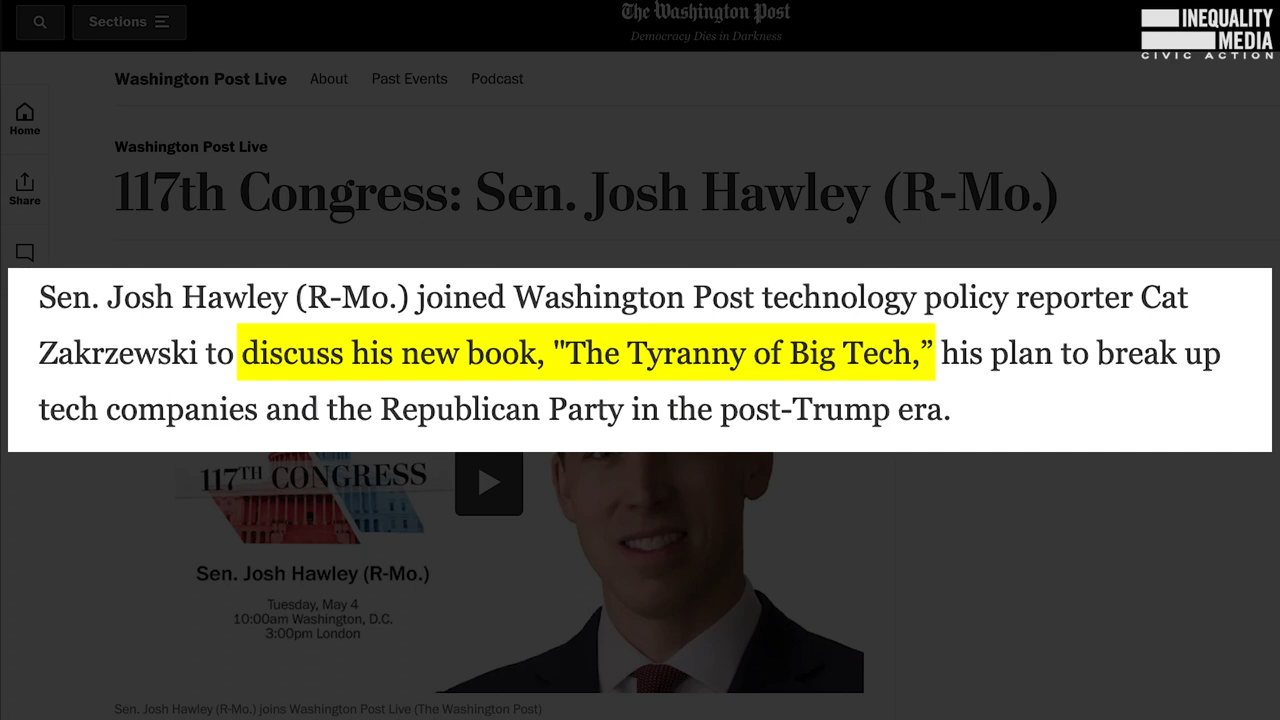 Sections
The Washington Post
Democracy Dies in Darkness
INEQUALITY
MEDIA
CIVIC ACTION
Washington Post Live About Past Events Podcast
Home
Washington Post Live
Share
117th Congress: Sen. Josh Hawley (R-Mo.)
Sen. Josh Hawley (R-Mo.) joined Washington Post technology policy reporter Cat
Zakrzewski to discuss his new book, "The Tyranny of Big Tech,” his plan to break up
tech companies and the Republican Party in the post-Trump era.
117TH CONGRESS
Sen. Josh Hawley (R-Mo.)
Tuesday, May 4
10:00am Washington, D.C.
3:00pm London
Sen. Josh Hawley (R-Mo.) joins Washington Post Live (The Washington Post)